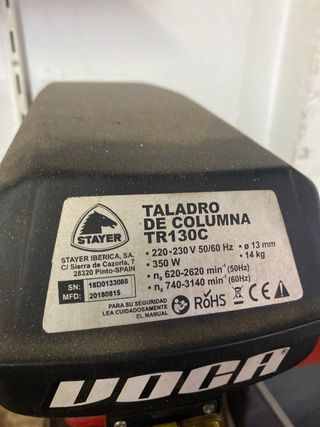 TALADRO
DE COLUMNA
TR130C
STAYER
STAYER IBERICA, SA.
C/ Sierra de Cazorla, 7
28320 Pinto-SPAIN
• 220-230 V 50/60 Hz • ø 13 mm
• 350 W • 14 kg
• n₀ 620-2620 min⁻¹ (50Hz)
• n₀ 740-3140 min⁻¹ (60Hz)
SN: 18D0133088
MFD: 20180815
POR SU SEGURIDAD
LEA CUIDADOSAMENTE
EL MANUAL
RoHS
CE
VOCA